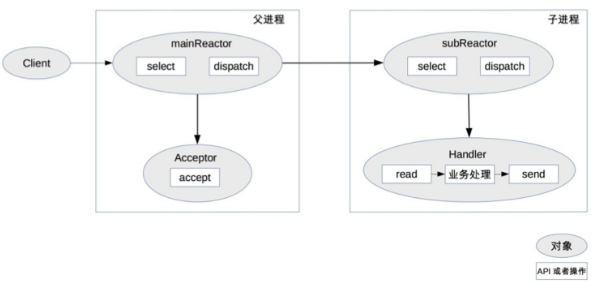 父进程
子进程
Client
mainReactor
select
dispatch
subReactor
select
dispatch
Acceptor
accept
Handler
read
业务处理
send
对象
API 或者操作